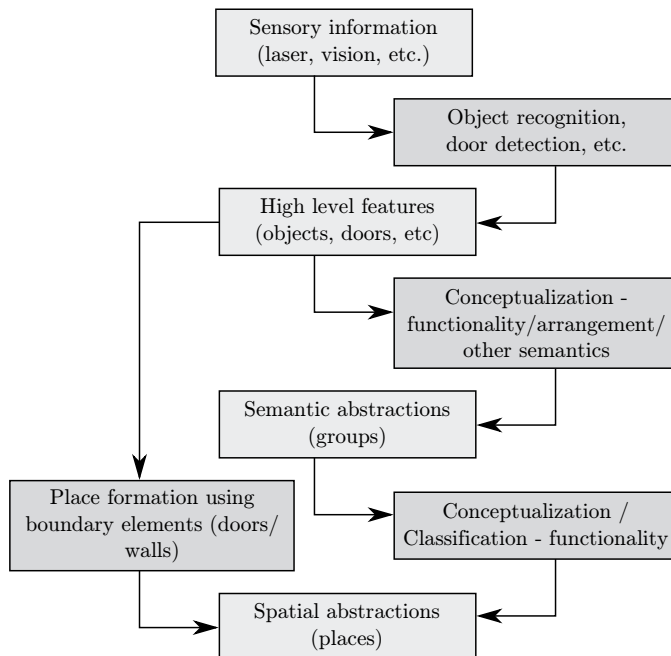 Sensory information
(laser, vision, etc.)
Object recognition,
door detection, etc.
High level features
(objects, doors, etc)
Conceptualization -
functionality/arrangement/
other semantics
Semantic abstractions
(groups)
Place formation using
boundary elements (doors/
walls)
Conceptualization /
Classification - functionality
Spatial abstractions
(places)